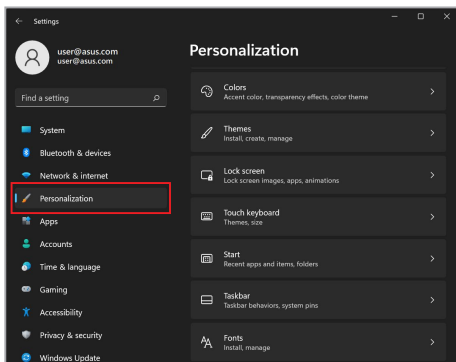 Settings
user@asus.com
user@asus.com
Find a setting
System
Bluetooth & devices
Network & internet
Personalization
Apps
Accounts
Time & language
Gaming
Accessibility
Privacy & security
Windows Update
Personalization
Colors
Accent color, transparency effects, color theme
Themes
Install, create, manage
Lock screen
Lock screen images, apps, animations
Touch keyboard
Themes, size
Start
Recent apps and items, folders
Taskbar
Taskbar behaviors, system pins
Fonts
Install, manage